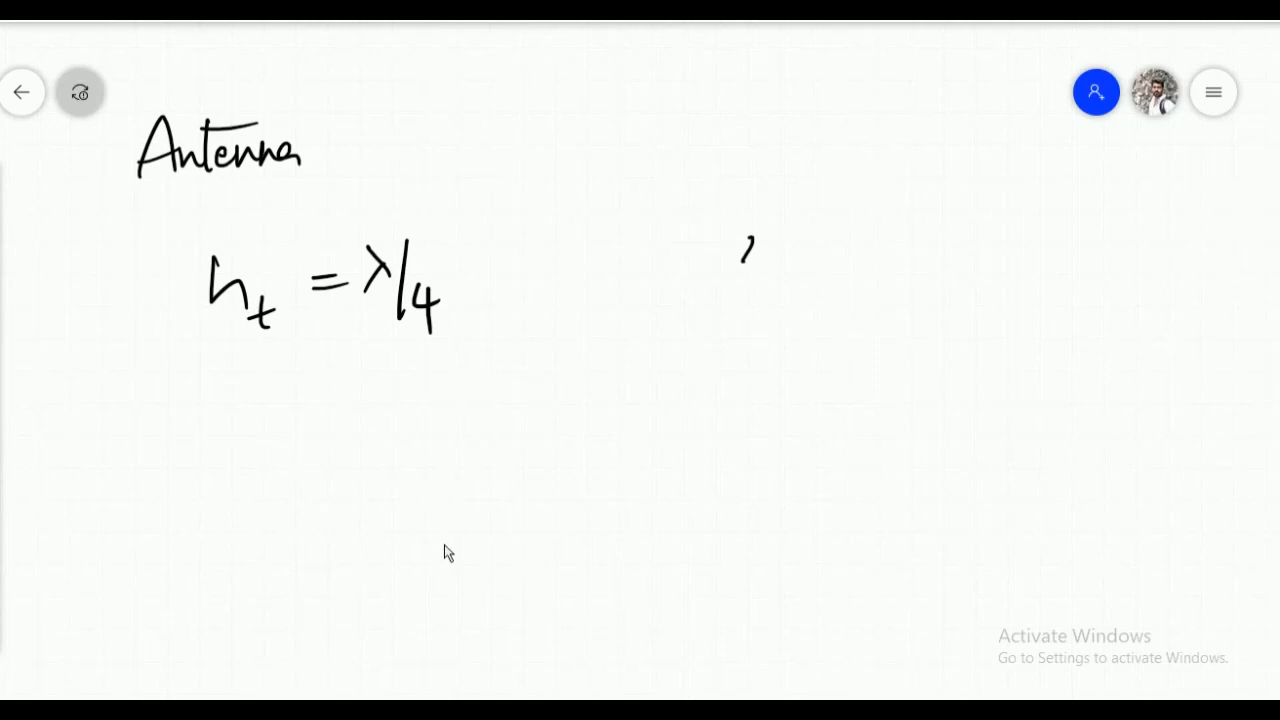 Antenna
h_t = λ/4
Activate Windows
Go to Settings to activate Windows.